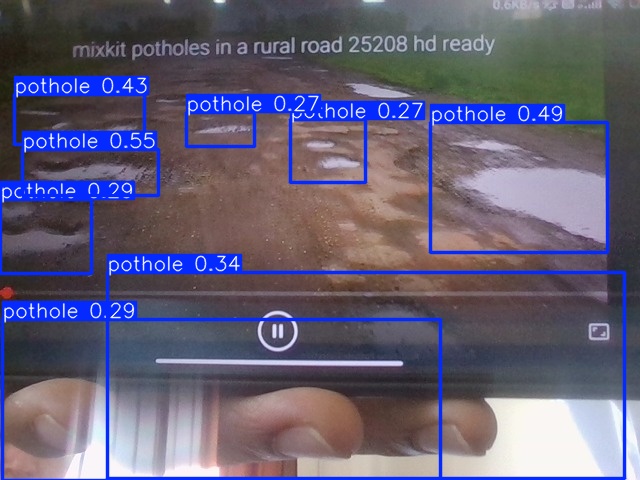 0.6KB/s
mixkit potholes in a rural road 25208 hd ready
pothole 0.43
pothole 0.27
pothole 0.27
pothole 0.49
pothole 0.55
pothole 0.29
pothole 0.34
pothole 0.29